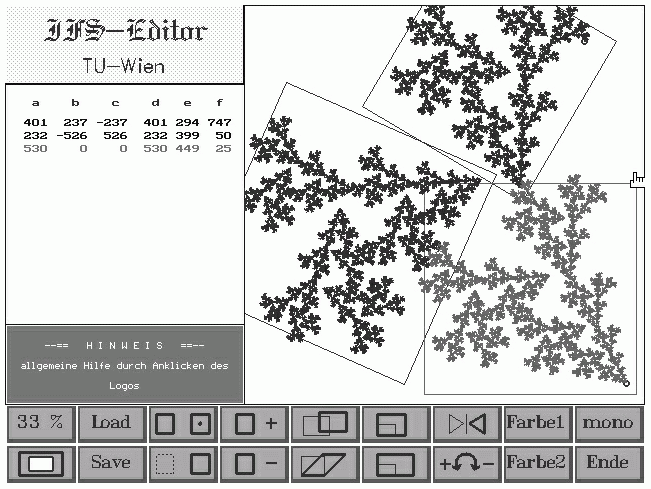 IFS-Editor
TU-Wien
a b c d e f
401 237 -237 401 294 747
232 -526 526 232 399 50
530 0 0 530 449 25
--== H I N W E I S ==--
allgemeine Hilfe durch Anklicken des
Logos
33 % Load + Farbe1 mono
Save - + - Farbe2 Ende